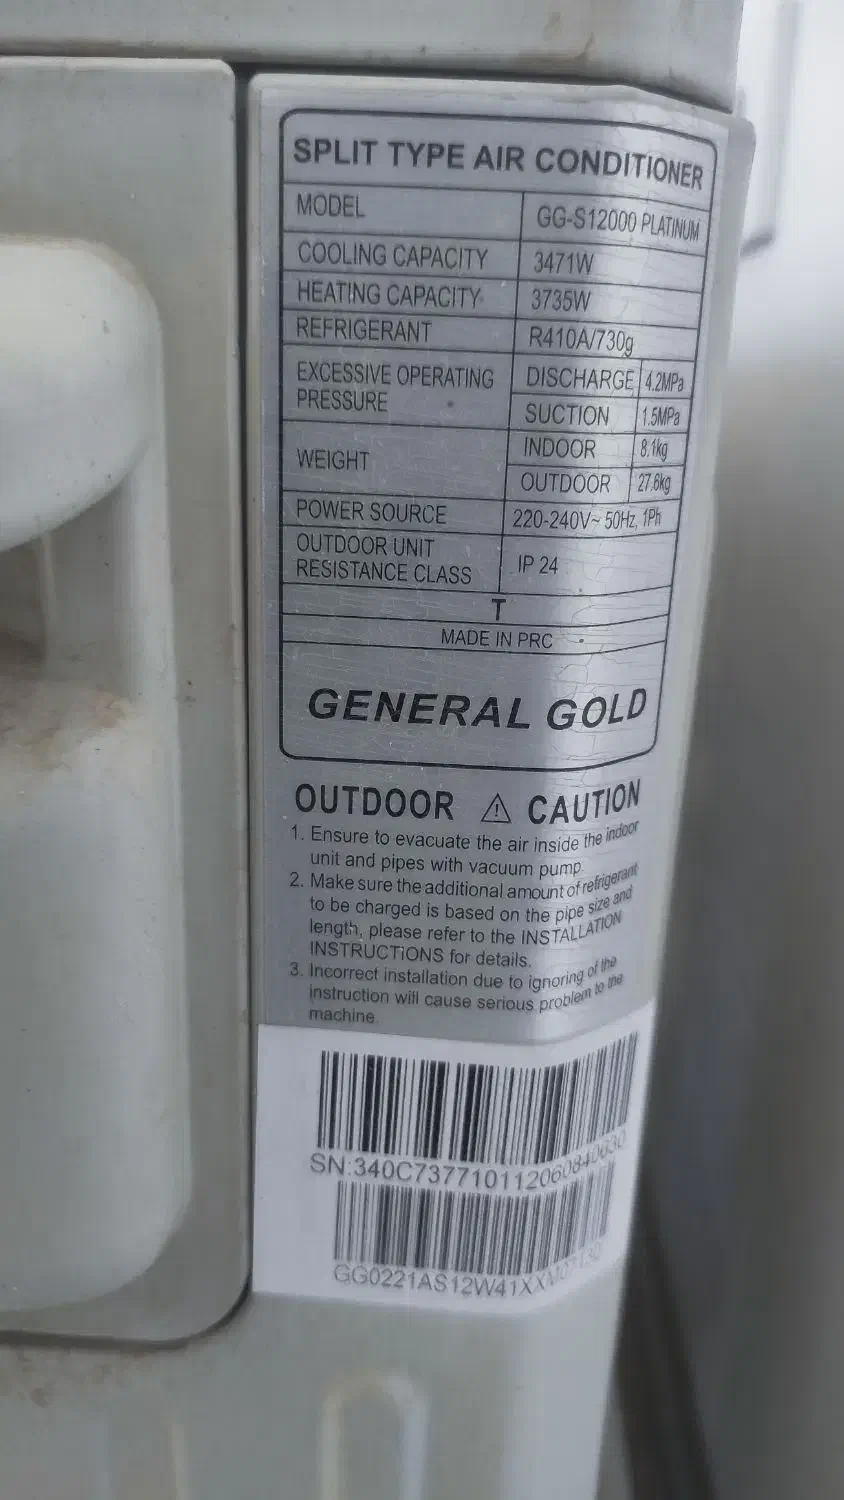 SPLIT TYPE AIR CONDITIONER
MODEL GG-S12000 PLATINUM
COOLING CAPACITY 3471W
HEATING CAPACITY 3735W
REFRIGERANT R410A/730g
EXCESSIVE OPERATING PRESSURE DISCHARGE 4.2MPa
SUCTION 1.5MPa
WEIGHT INDOOR 8.1kg
OUTDOOR 27.6kg
POWER SOURCE 220-240V~ 50Hz, 1Ph
OUTDOOR UNIT RESISTANCE CLASS IP 24
T
MADE IN PRC
GENERAL GOLD
OUTDOOR ⚠ CAUTION
1. Ensure to evacuate the air inside the indoor
unit and pipes with vacuum pump.
2. Make sure the additional amount of refrigerant
to be charged is based on the pipe size and
length, please refer to the INSTALLATION
INSTRUCTIONS for details.
3. Incorrect installation due to ignoring of the
instruction will cause serious problem to the
machine.
SN:340C737710112060840630